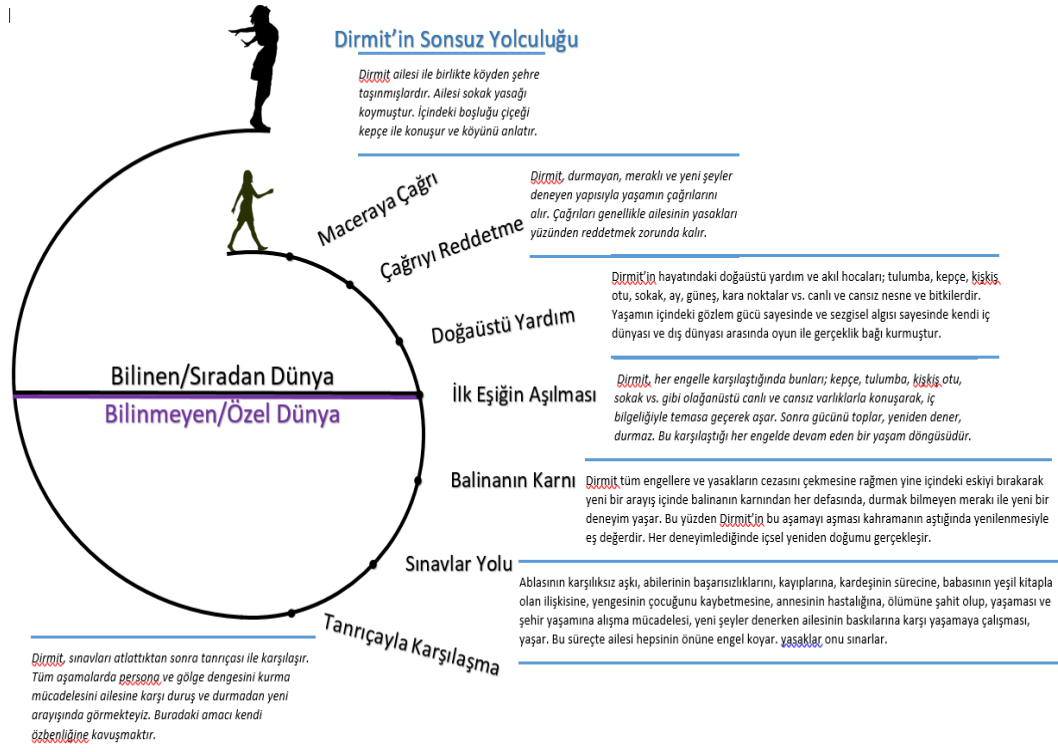 Dirmit’in Sonsuz Yolculuğu
Dirmit ailesi ile birlikte köyden şehre
taşınmışlardır. Ailesi sokak yasağı
koymuştur. İçindeki boşluğu çiçeği
kepçe ile konuşur ve köyünü anlatır.
Maceraya Çağrı
Dirmit, durmayan, meraklı ve yeni şeyler
deneyen yapısıyla yaşamın çağrılarını
alır. Çağrıları genellikle ailesinin yasakları
yüzünden reddetmek zorunda kalır.
Çağrıyı Reddetme
Dirmit’in hayatındaki doğaüstü yardım ve akıl hocaları; tulumba, kepçe, kişkiş
otu, sokak, ay, güneş, kara noktalar vs. canlı ve cansız nesne ve bitkilerdir.
Yaşamın içindeki gözlem gücü sayesinde ve sezgisel algısı sayesinde kendi iç
dünyası ve dış dünyası arasında oyun ile gerçeklik bağı kurmuştur.
Doğaüstü Yardım
Bilinen/Sıradan Dünya
Bilinmeyen/Özel Dünya
İlk Eşiğin Aşılması
Dirmit, her engelle karşılaştığında bunları; kepçe, tulumba, kişkiş otu,
sokak vs. gibi olağanüstü canlı ve cansız varlıklarla konuşarak, iç
bilgeliğiyle temasa geçerek aşar. Sonra gücünü toplar, yeniden dener,
durmaz. Bu karşılaştığı her engelde devam eden bir yaşam döngüsüdür.
Balinanın Karnı
Dirmit tüm engellere ve yasakların cezasını çekmesine rağmen yine içindeki eskiyi bırakarak
yeni bir arayış içinde balinanın karnından her defasında, durmak bilmeyen merakı ile yeni bir
deneyim yaşar. Bu yüzden Dirmit’in bu aşamayı aşması kahramanın aştığında yenilenmesiyle
eş değerdir. Her deneyimlediğinde içsel yeniden doğumu gerçekleşir.
Sınavlar Yolu
Ablasının karşılıksız aşkı, abilerinin başarısızlıklarını, kayıplarına, kardeşinin sürecine, babasının yeşil kitapla
olan ilişkisine, yengesinin çocuğunu kaybetmesine, annesinin hastalığına, ölümüne şahit olup, yaşaması ve
şehir yaşamına alışma mücadelesi, yeni şeyler denerken ailesinin baskılarına karşı yaşamaya çalışması,
yaşar. Bu süreçte ailesi hepsinin önüne engel koyar. yasaklar onu sınarlar.
Tanrıçayla Karşılaşma
Dirmit, sınavları atlattıktan sonra tanrıçası ile karşılaşır.
Tüm aşamalarda persona ve gölge dengesini kurma
mücadelesini ailesine karşı duruş ve durmadan yeni
arayışında görmekteyiz. Buradaki amacı kendi
özbenliğine kavuşmaktır.